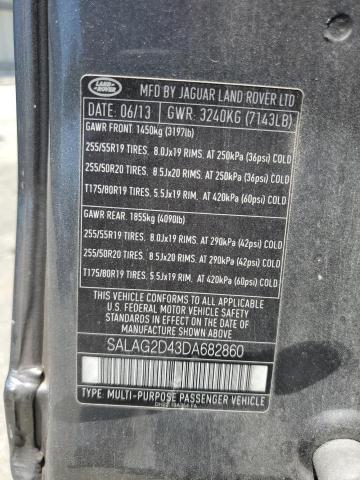 LAND-ROVER
MFD BY JAGUAR LAND ROVER LTD
DATE: 06/13 GWR: 3240KG (7143LB)
GAWR FRONT: 1450kg (3197lb)
255/55R19 TIRES. 8.0Jx19 RIMS. AT 250kPa (36psi) COLD
255/50R20 TIRES. 8.5Jx20 RIMS. AT 250kPa (36psi) COLD
T175/80R19 TIRES. 5.5Jx19 RIM. AT 420kPa (60psi) COLD
GAWR REAR: 1855kg (4090lb)
255/55R19 TIRES. 8.0Jx19 RIMS. AT 290kPa (42psi) COLD
255/50R20 TIRES. 8.5Jx20 RIMS. AT 290kPa (42psi) COLD
T175/80R19 TIRES. 5.5Jx19 RIM. AT 420kPa (60psi) COLD
THIS VEHICLE CONFORMS TO ALL APPLICABLE
FEDERAL MOTOR VEHICLE SAFETY AND THEFT
PREVENTION STANDARDS IN EFFECT ON THE DATE OF
MANUFACTURE SHOWN ABOVE.
SALAG2D43DA682860
TYPE: MULTI-PURPOSE PASSENGER VEHICLE